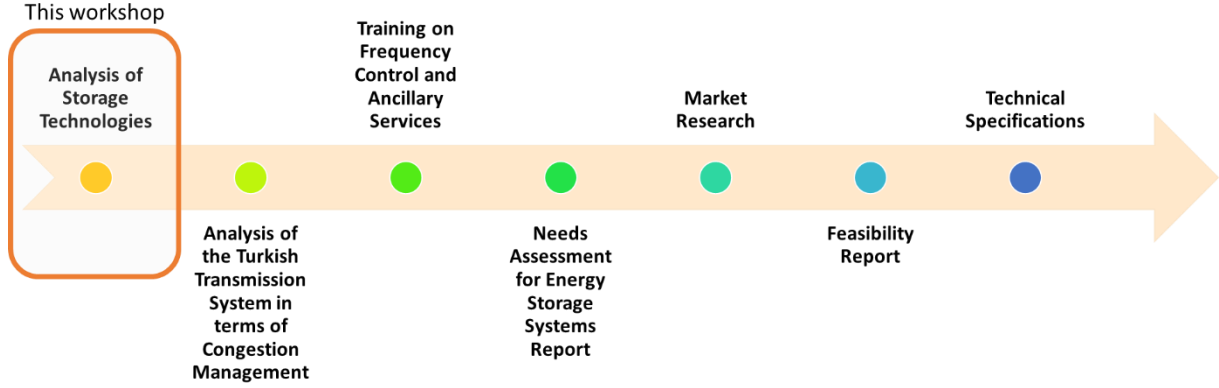 This workshop
Analysis of
Storage
Technologies
Analysis of
the Turkish
Transmission
System in
terms of
Congestion
Management
Training on
Frequency
Control and
Ancillary
Services
Needs
Assessment
for Energy
Storage
Systems
Report
Market
Research
Feasibility
Report
Technical
Specifications